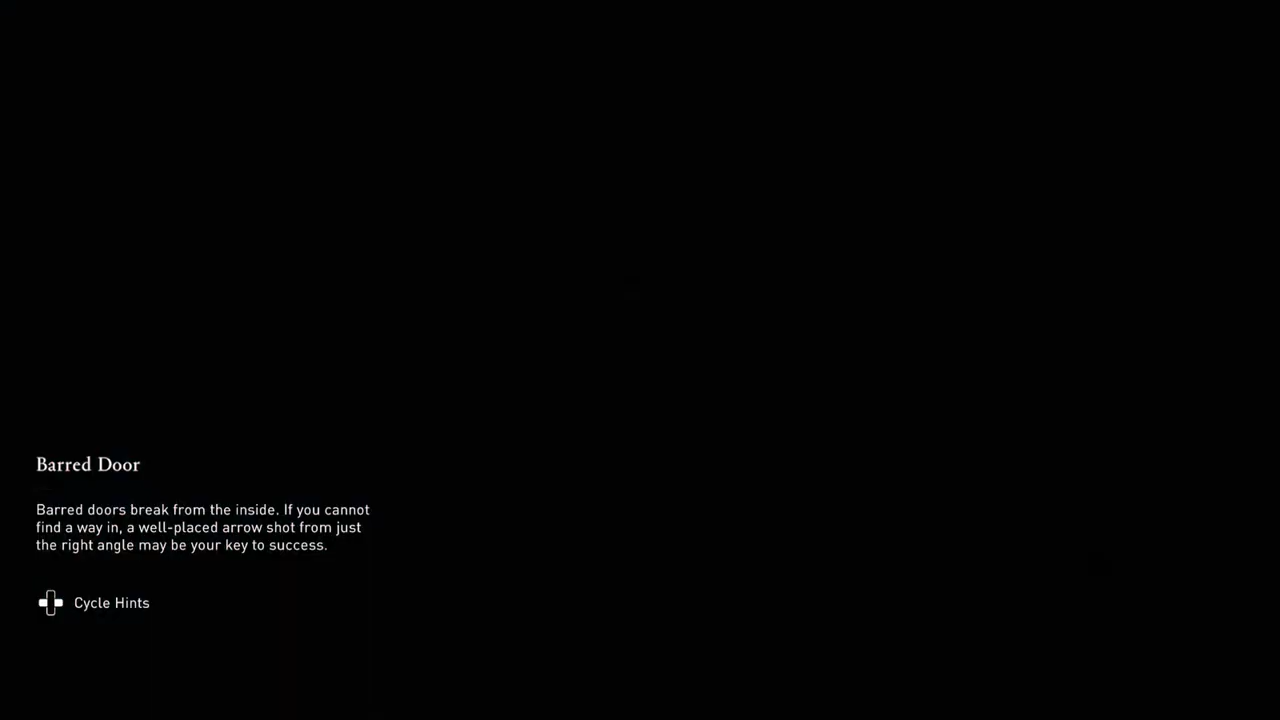 Barred Door
Barred doors break from the inside. If you cannot
find a way in, a well-placed arrow shot from just
the right angle may be your key to success.
Cycle Hints